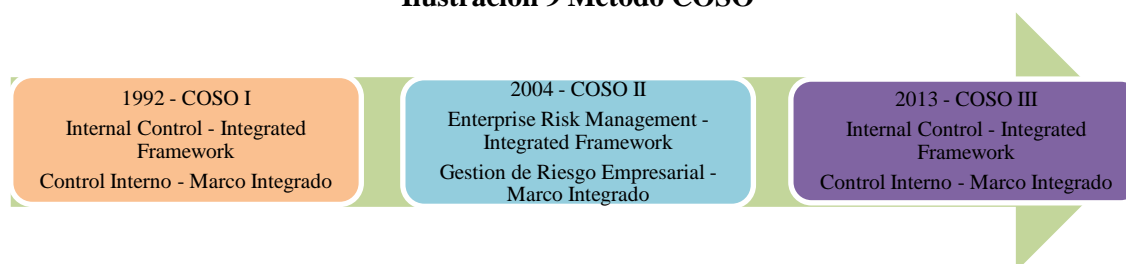 Ilustración 9 Método COSO
1992 - COSO I
Internal Control - Integrated
Framework
Control Interno - Marco Integrado
2004 - COSO II
Enterprise Risk Management -
Integrated Framework
Gestion de Riesgo Empresarial -
Marco Integrado
2013 - COSO III
Internal Control - Integrated
Framework
Control Interno - Marco Integrado